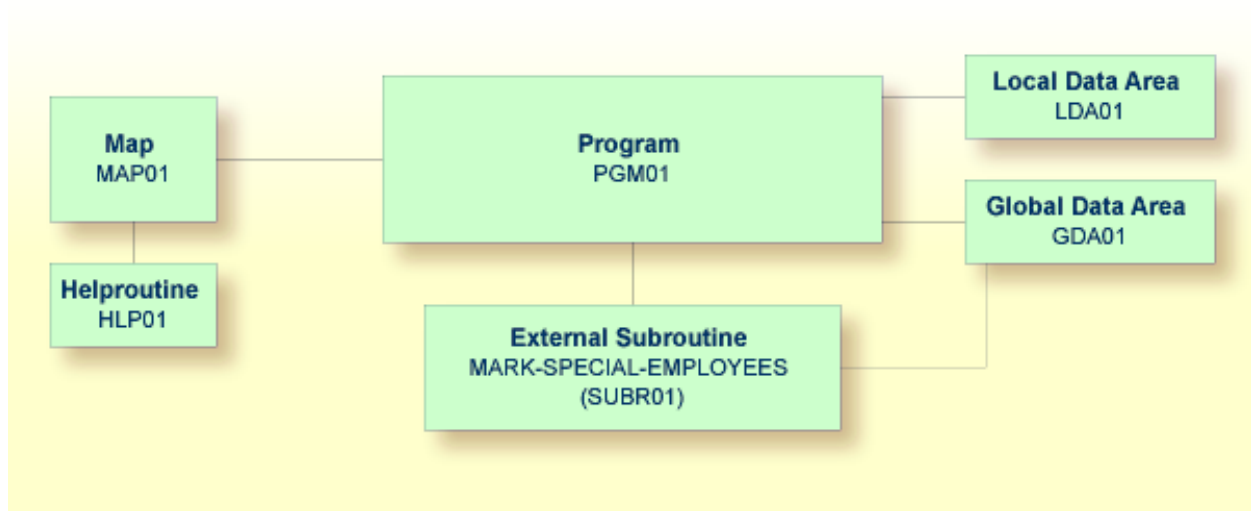 Map
MAP01
Helproutine
HLP01
Program
PGM01
External Subroutine
MARK-SPECIAL-EMPLOYEES
(SUBR01)
Local Data Area
LDA01
Global Data Area
GDA01